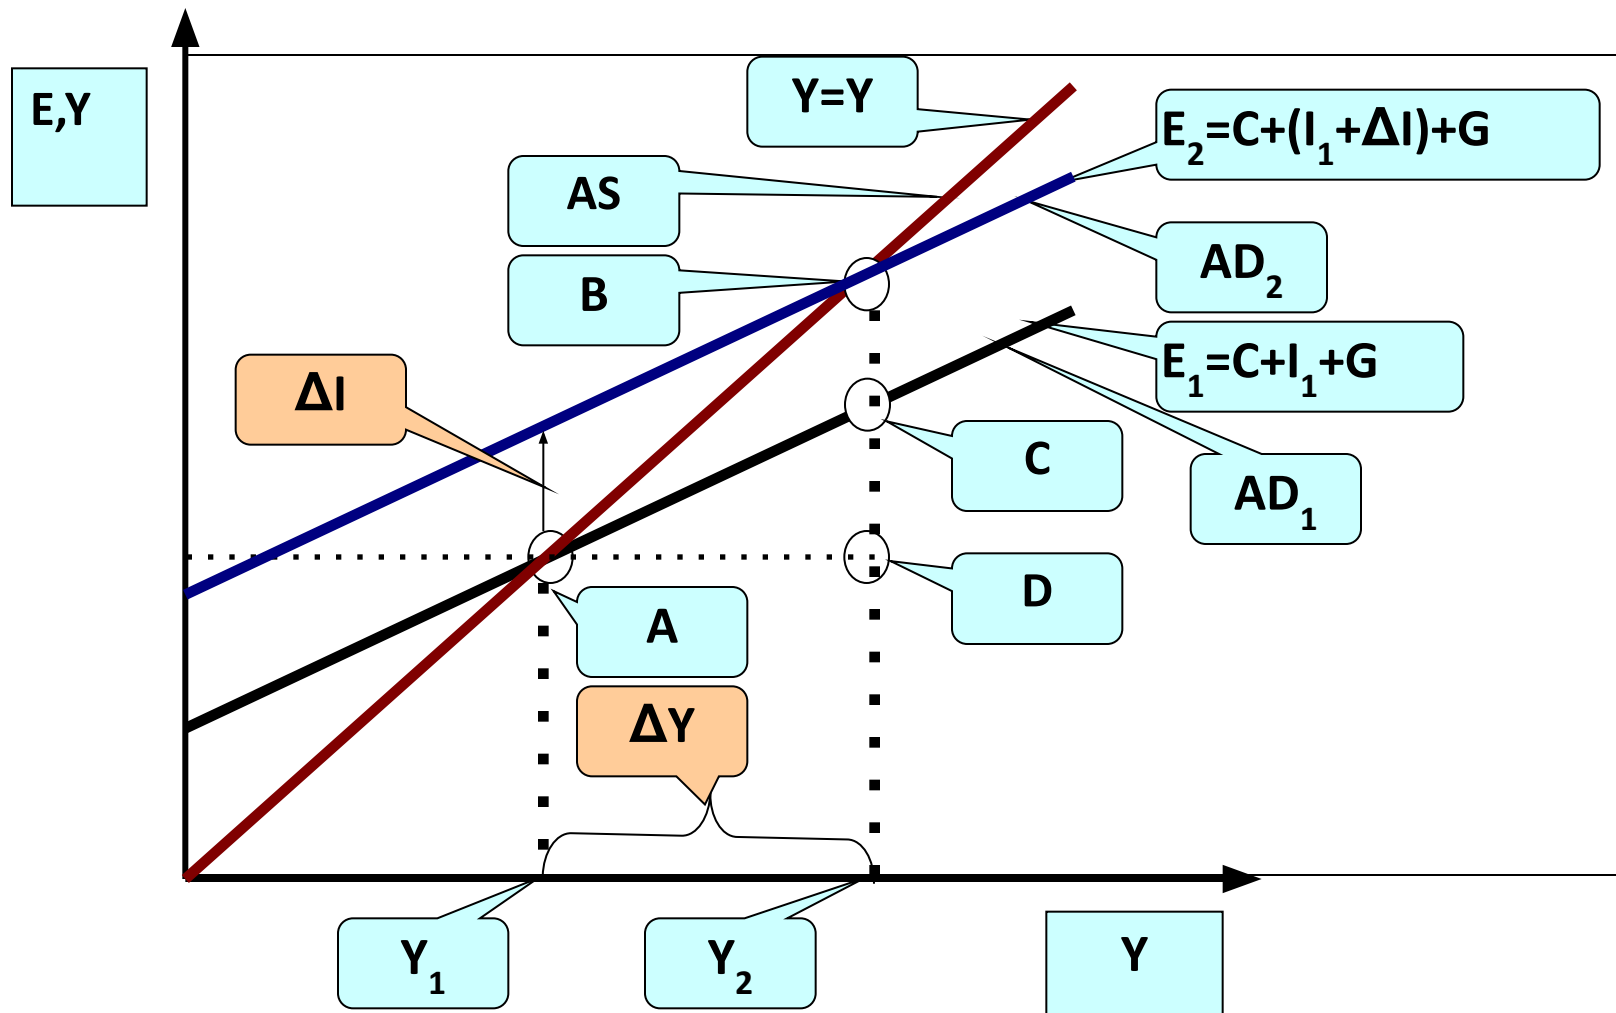 E,Y
Y=Y
E₂=C+(I₁+ΔI)+G
AS
AD₂
B
E₁=C+I₁+G
ΔI
C
AD₁
D
A
ΔY
Y₁
Y₂
Y